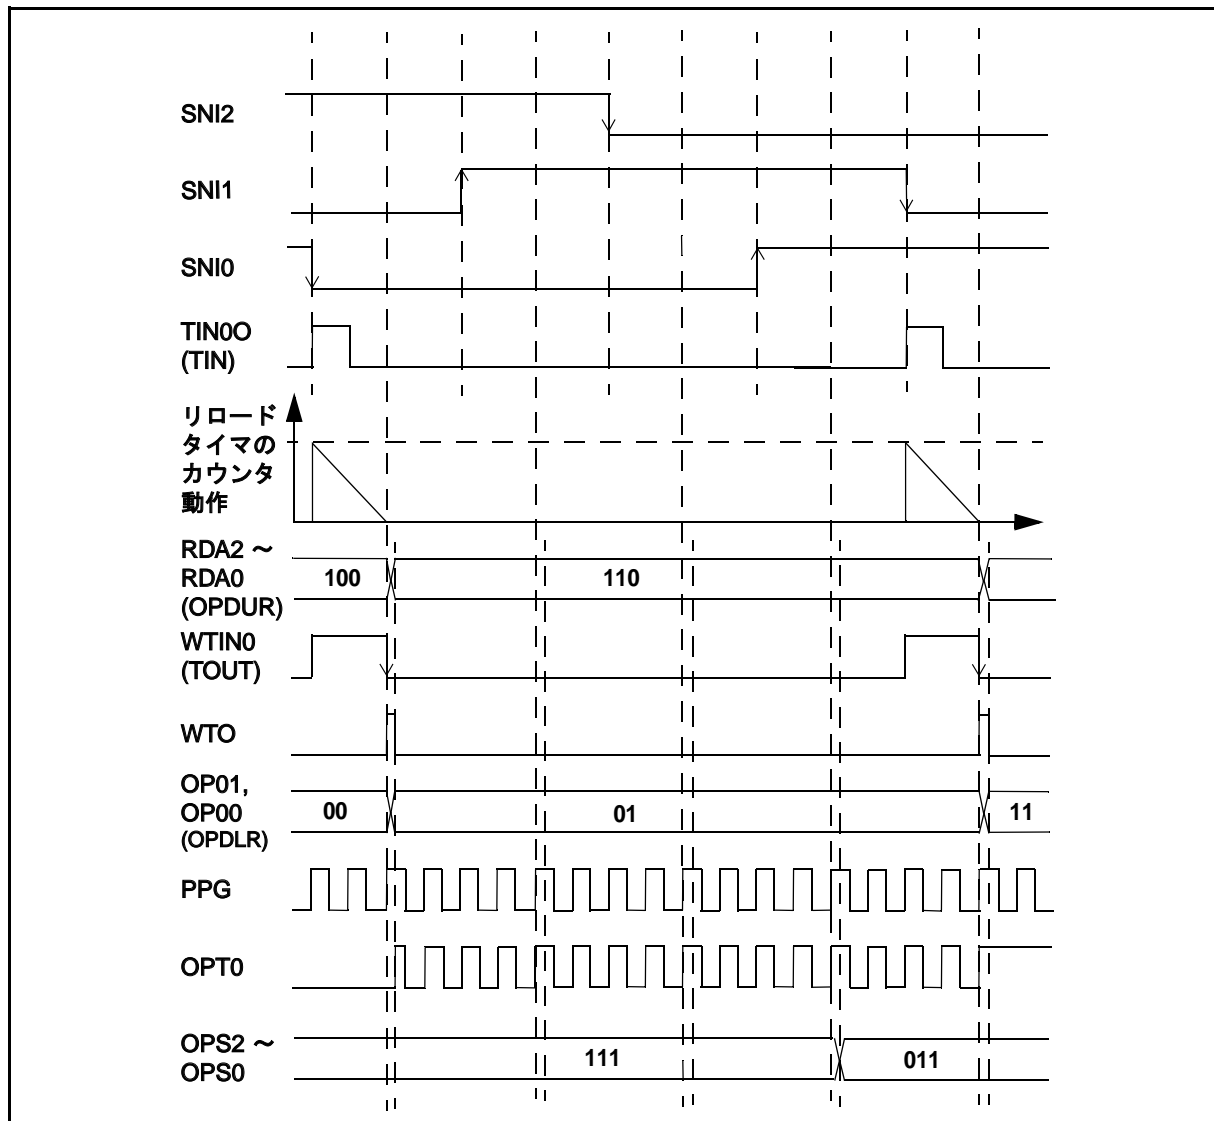 SNI2
SNI1
SNI0
TIN0O
(TIN)
リロード
タイマの
カウンタ
動作
RDA2 ～
RDA0
(OPDUR)
100
110
WTIN0
(TOUT)
WTO
OP01,
OP00
(OPDLR)
00
01
11
PPG
OPT0
OPS2 ～
OPS0
111
011